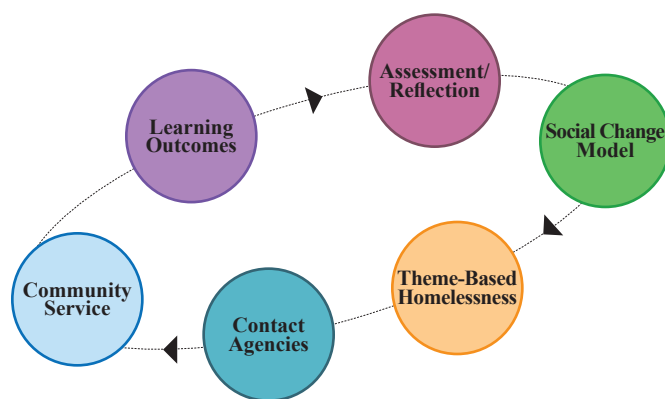 Assessment/
Reflection
Learning
Outcomes
Social Change
Model
Theme-Based
Homelessness
Community
Service
Contact
Agencies